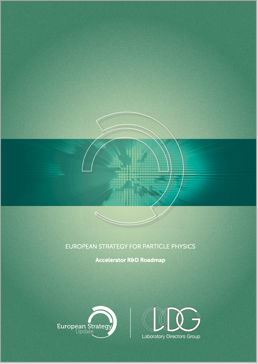 EUROPEAN STRATEGY FOR PARTICLE PHYSICS
Accelerator R&D Roadmap
European Strategy
Update
LDG
Laboratory Directors Group